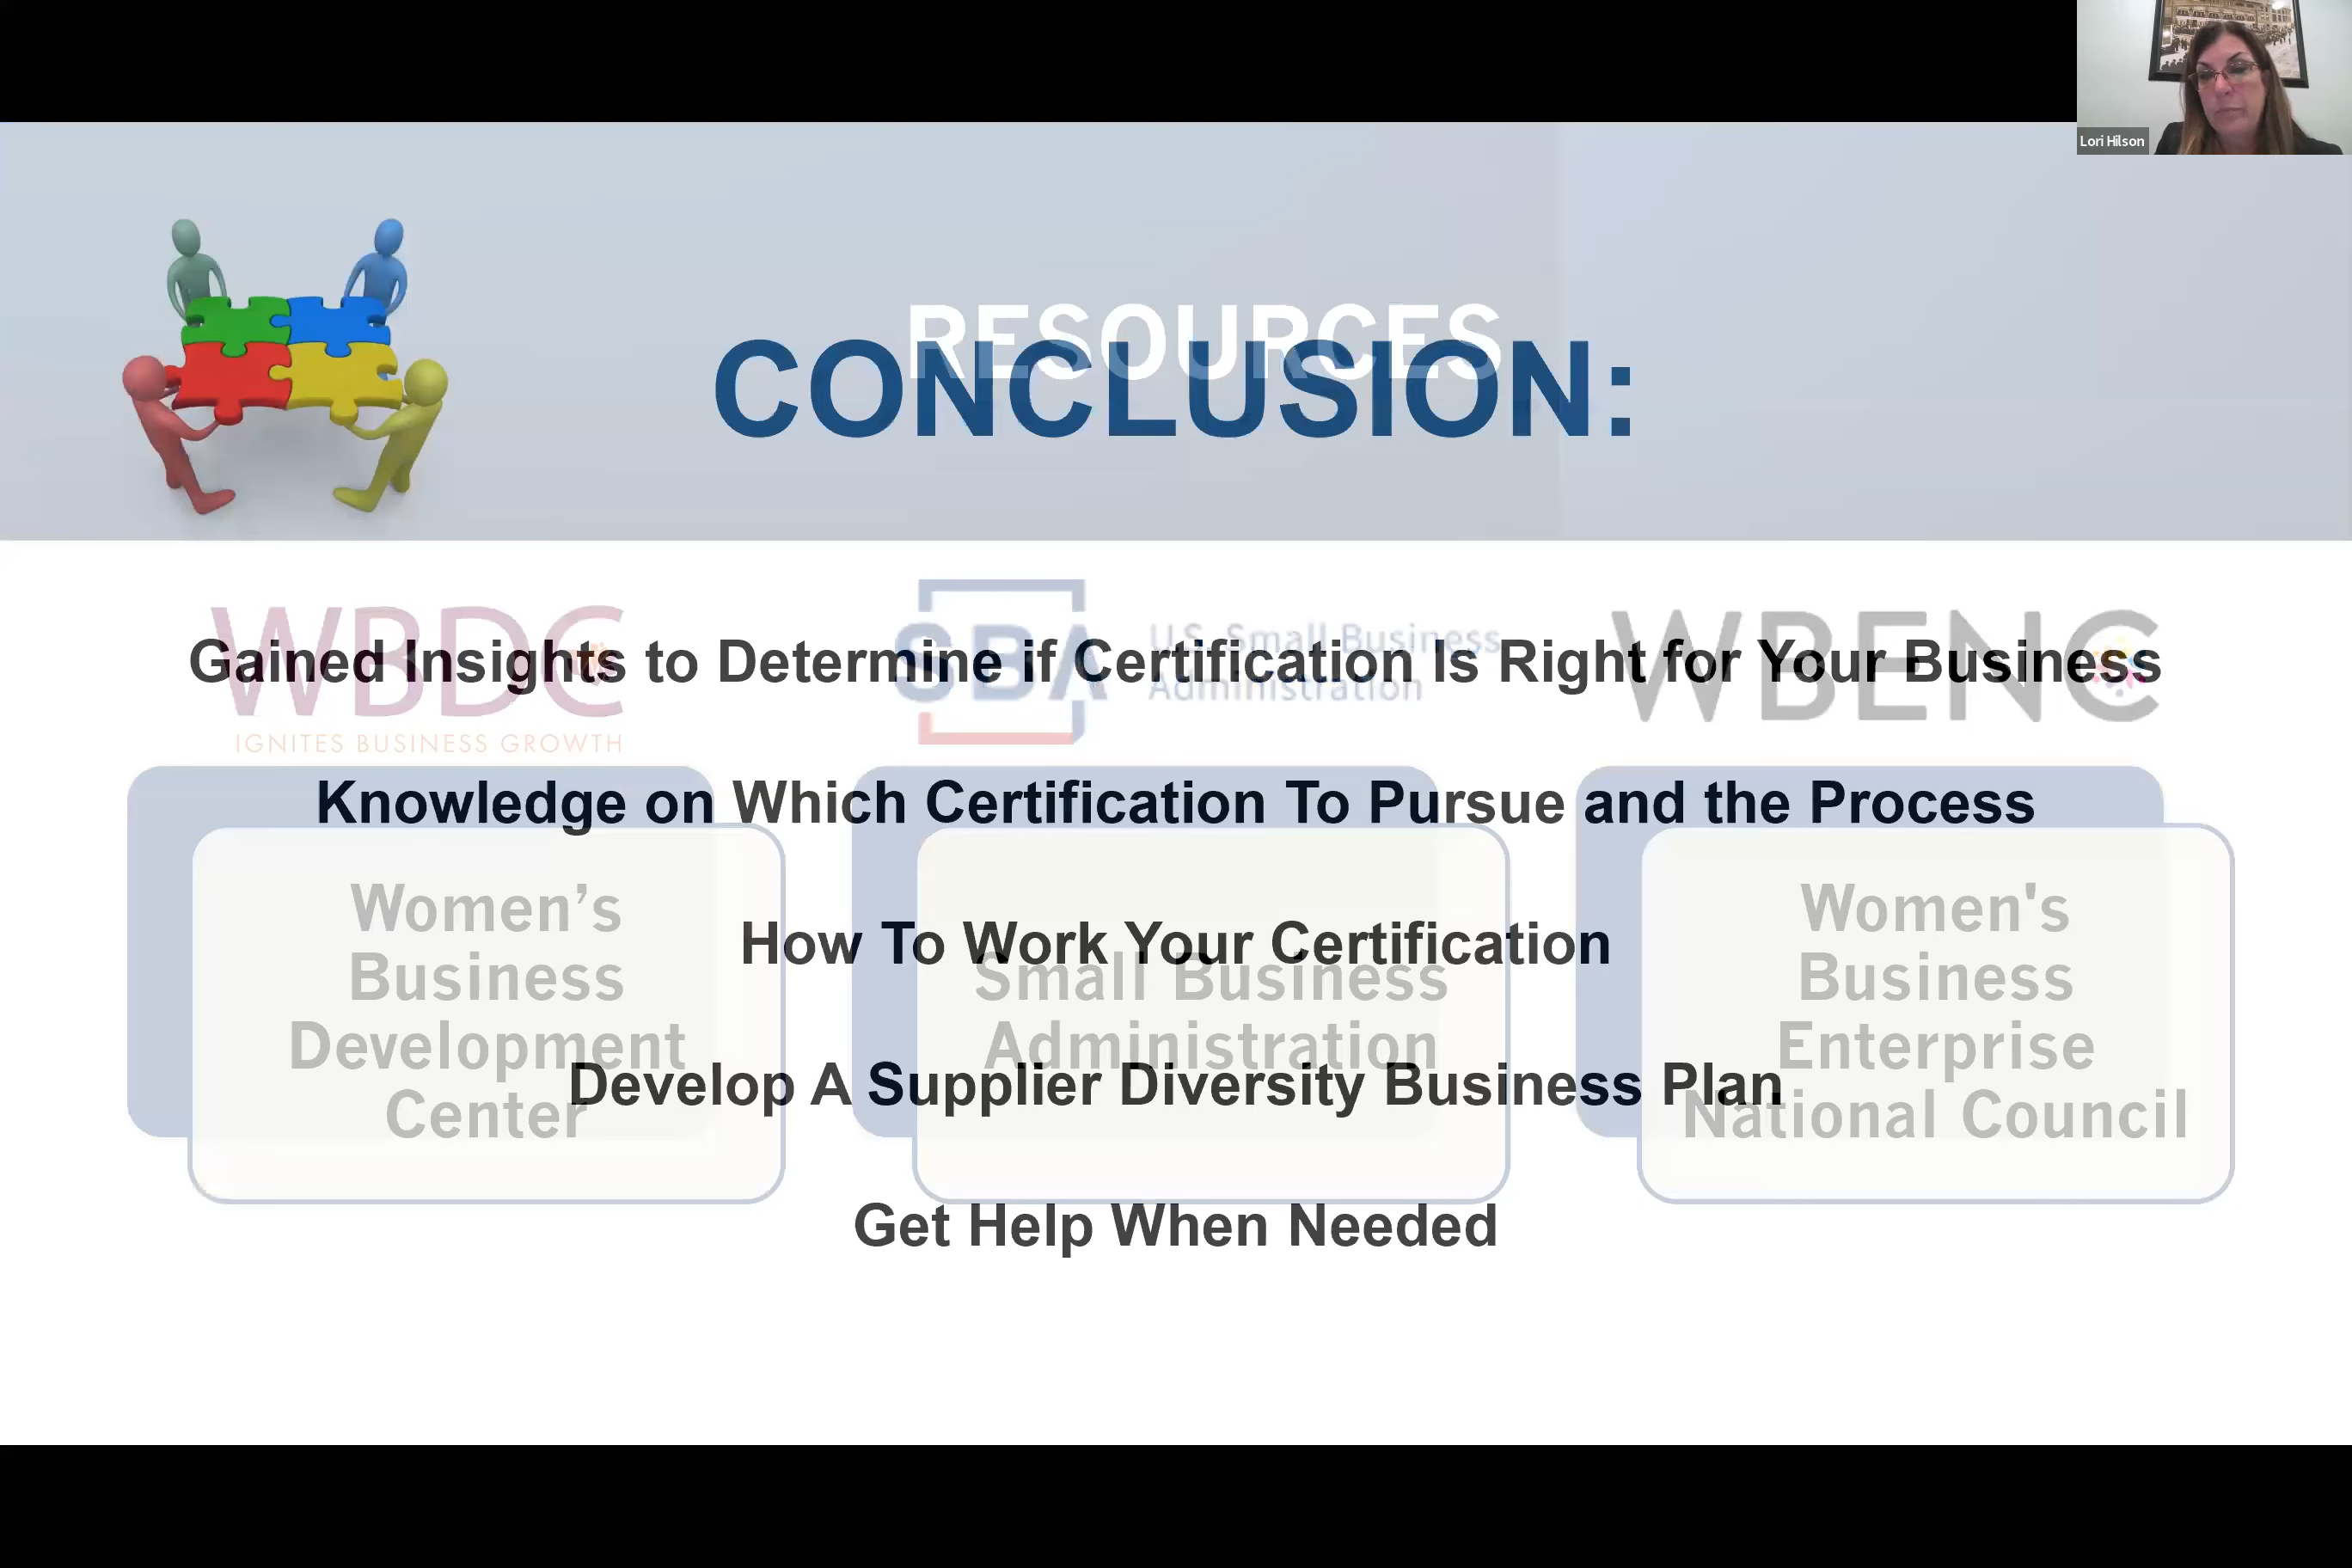 Lori Hilson
RESOURCES
CONCLUSION:
WBDC
IGNITES BUSINESS GROWTH
SBA
U.S. Small Business
Administration
WBENC
Gained Insights to Determine if Certification Is Right for Your Business
Knowledge on Which Certification To Pursue and the Process
How To Work Your Certification
Develop A Supplier Diversity Business Plan
Get Help When Needed
Women’s
Business
Development
Center
Small Business
Administration
Women's
Business
Enterprise
National Council